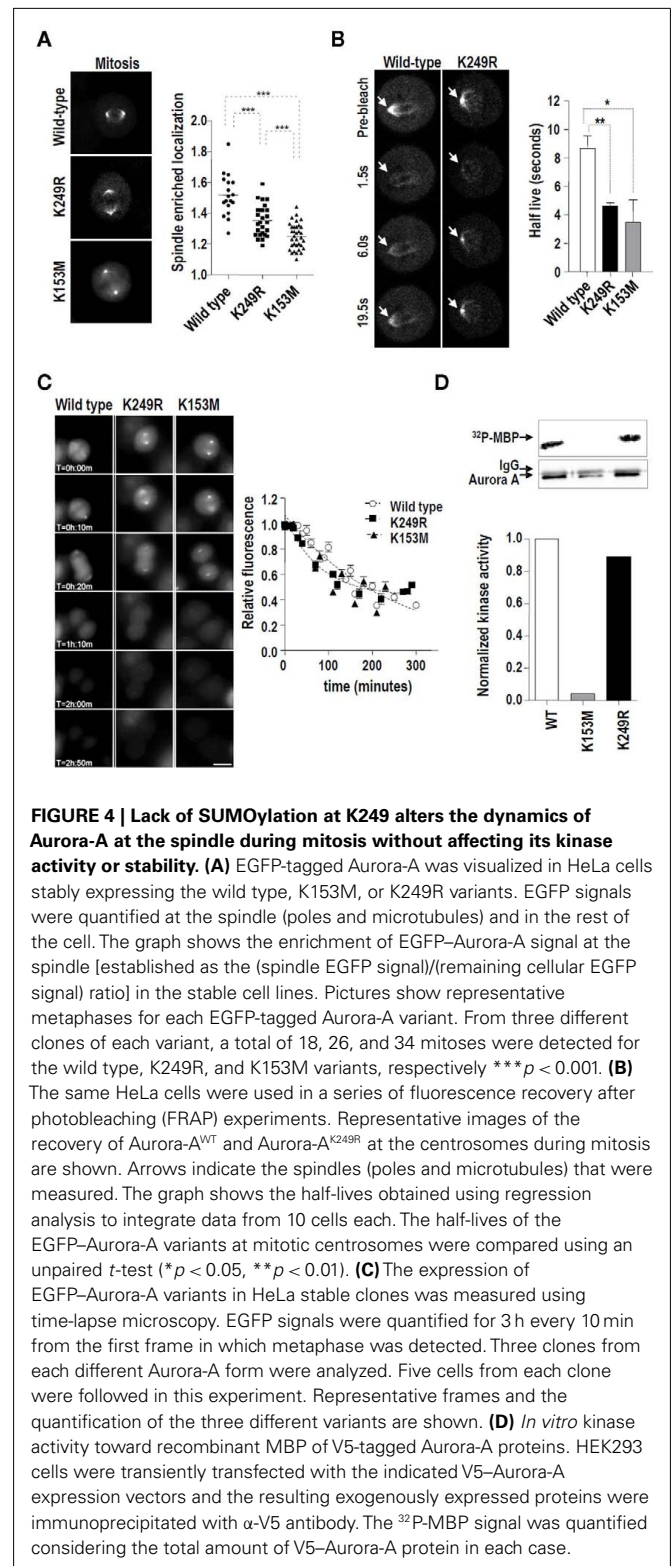 A
Mitosis
Wild-type
K249R
K153M
Spindle enriched localization
2.0
1.8
1.6
1.4
1.2
1.0
***
***
***
Wild type
K249R
K153M
B
Wild-type
K249R
Pre-bleach
1.5s
6.0s
19.5s
Half live (seconds)
12
10
8
6
4
2
0
*
**
Wild type
K249R
K153M
C
Wild type
K249R
K153M
T=0h:00m
T=0h:10m
T=0h:20m
T=1h:10m
T=2h:00m
T=2h:50m
Relative fluorescence
1.2
1.0
0.8
0.6
0.4
0.2
0.0
Wild type
K249R
K153M
0
100
200
300
time (minutes)
D
³²P-MBP
IgG
Aurora A
Normalized kinase activity
1.0
0.8
0.6
0.4
0.2
0.0
WT
K153M
K249R
FIGURE 4 | Lack of SUMOylation at K249 alters the dynamics of
Aurora-A at the spindle during mitosis without affecting its kinase
activity or stability. (A) EGFP-tagged Aurora-A was visualized in HeLa cells
stably expressing the wild type, K153M, or K249R variants. EGFP signals
were quantified at the spindle (poles and microtubules) and in the rest of
the cell. The graph shows the enrichment of EGFP–Aurora-A signal at the
spindle [established as the (spindle EGFP signal)/(remaining cellular EGFP
signal) ratio] in the stable cell lines. Pictures show representative
metaphases for each EGFP-tagged Aurora-A variant. From three different
clones of each variant, a total of 18, 26, and 34 mitoses were detected for
the wild type, K249R, and K153M variants, respectively ***p < 0.001. (B)
The same HeLa cells were used in a series of fluorescence recovery after
photobleaching (FRAP) experiments. Representative images of the
recovery of Aurora-Aᵂᵀ and Aurora-Aᴷ²⁴⁹ᴿ at the centrosomes during mitosis
are shown. Arrows indicate the spindles (poles and microtubules) that were
measured. The graph shows the half-lives obtained using regression
analysis to integrate data from 10 cells each. The half-lives of the
EGFP–Aurora-A variants at mitotic centrosomes were compared using an
unpaired t-test (*p < 0.05, **p < 0.01). (C) The expression of
EGFP–Aurora-A variants in HeLa stable clones was measured using
time-lapse microscopy. EGFP signals were quantified for 3 h every 10 min
from the first frame in which metaphase was detected. Three clones from
each different Aurora-A form were analyzed. Five cells from each clone
were followed in this experiment. Representative frames and the
quantification of the three different variants are shown. (D) In vitro kinase
activity toward recombinant MBP of V5-tagged Aurora-A proteins. HEK293
cells were transiently transfected with the indicated V5–Aurora-A
expression vectors and the resulting exogenously expressed proteins were
immunoprecipitated with α-V5 antibody. The ³²P-MBP signal was quantified
considering the total amount of V5–Aurora-A protein in each case.